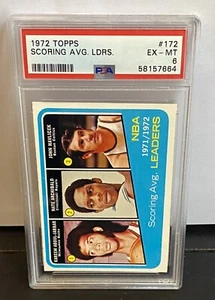 1972 TOPPS #172
SCORING AVG. LDRS. EX - MT
PSA 6
58157664
NBA
1971/1972
Scoring Avg.
LEADERS
JOHN HAVLICEK
NATE ARCHIBALD
KAREEM ABDUL-JABBAR